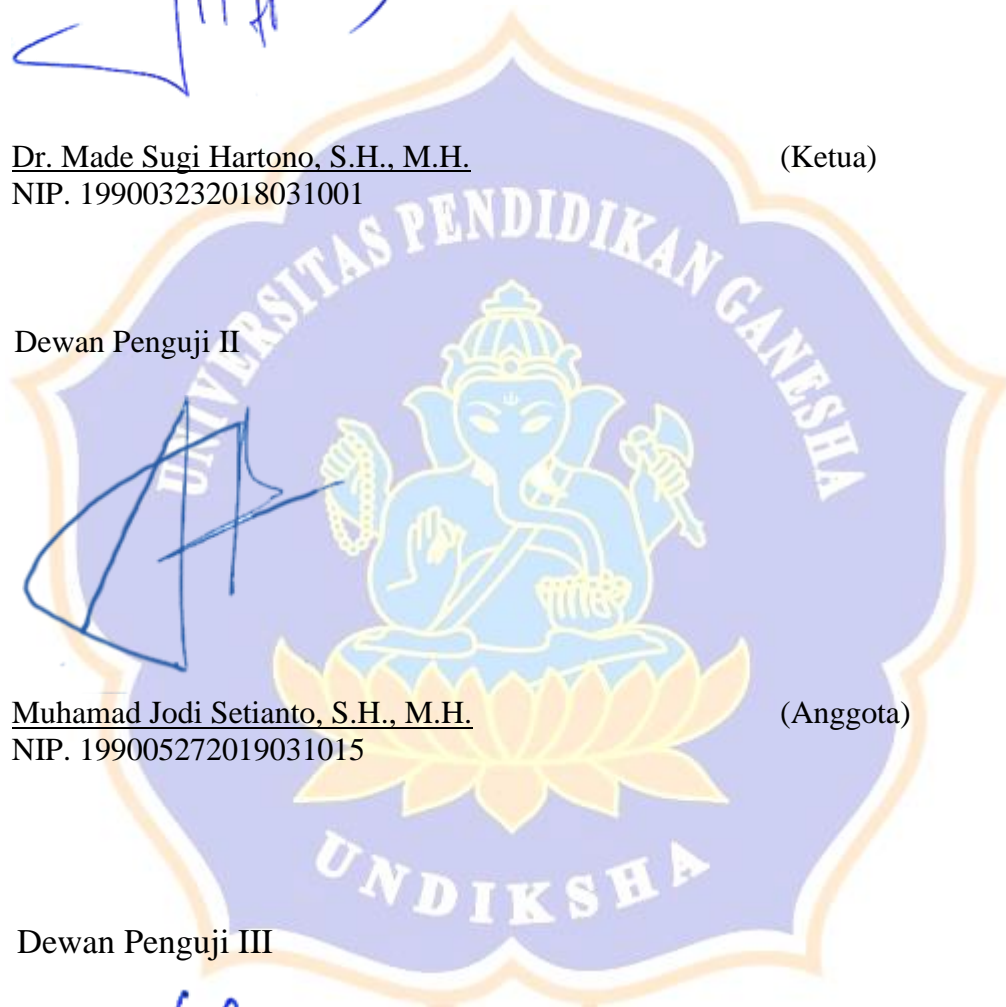 Dr. Made Sugi Hartono, S.H., M.H. (Ketua)
NIP. 199003232018031001
UNIVERSITAS PENDIDIKAN GANESHA
Dewan Penguji II
Muhamad Jodi Setianto, S.H., M.H. (Anggota)
NIP. 199005272019031015
UNDIKSHA
Dewan Penguji III